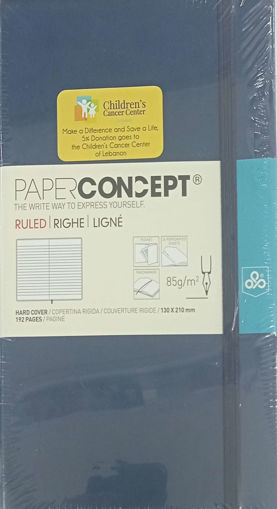 Children's
Cancer Center
Make a Difference and Save a Life,
5% Donation goes to
the Children's Cancer Center
of Lebanon
PAPERCONCEPT®
THE WRITE WAY TO EXPRESS YOURSELF.
RULED | RIGHE | LIGNÉ
POCKET
85g/m²
HARD COVER / COPERTINA RIGIDA / COUVERTURE RIGIDE / 130 X 210 mm
192 PAGES / PAGINE